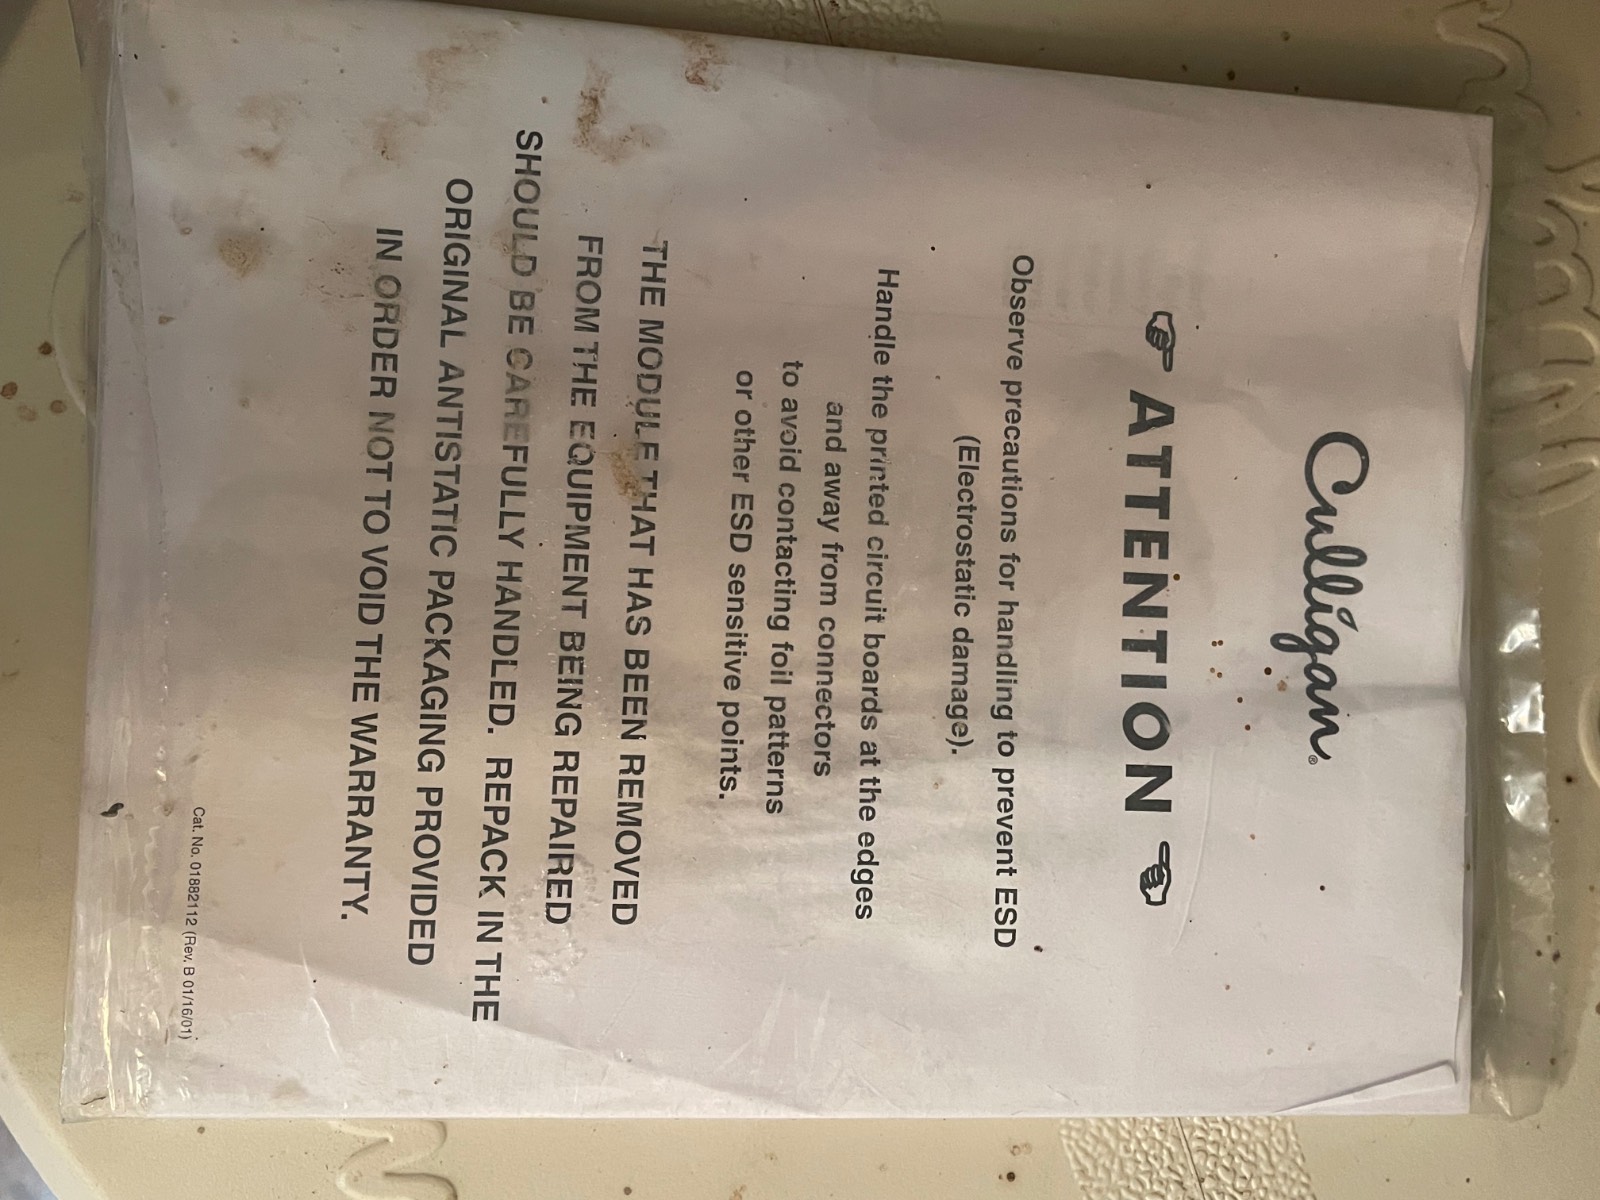 Culligan®
☞ ATTENTION ☜
Observe precautions for handling to prevent ESD
(Electrostatic damage).
Handle the printed circuit boards at the edges
and away from connectors
to avoid contacting foil patterns
or other ESD sensitive points.
THE MODULE THAT HAS BEEN REMOVED
FROM THE EQUIPMENT BEING REPAIRED
SHOULD BE CAREFULLY HANDLED. REPACK IN THE
ORIGINAL ANTISTATIC PACKAGING PROVIDED
IN ORDER NOT TO VOID THE WARRANTY.
Cat. No. 01882112 (Rev. B 01/16/01)